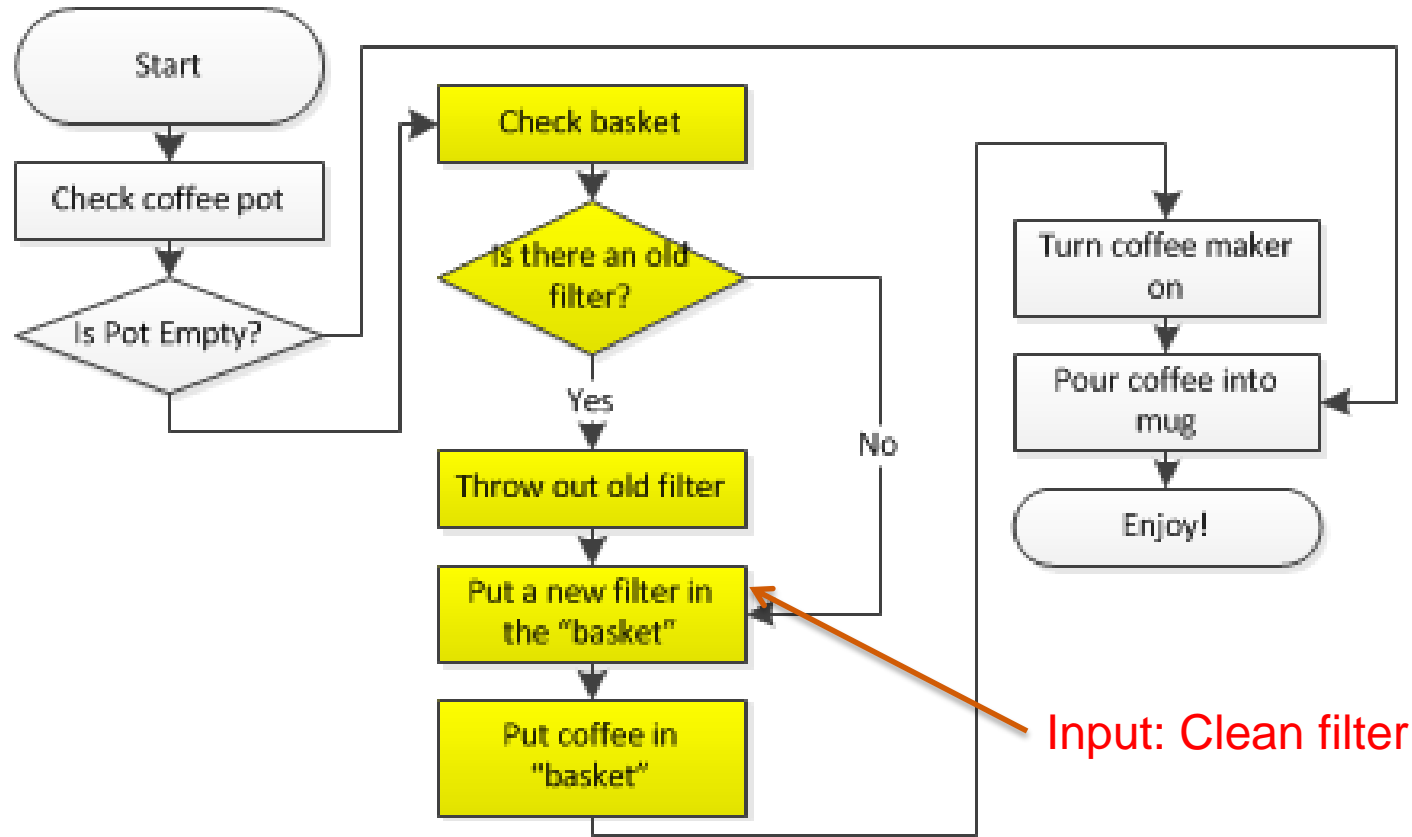 Start
Check coffee pot
Is Pot Empty?
Check basket
Is there an old
filter?
Yes
No
Throw out old filter
Put a new filter in
the “basket”
Put coffee in
“basket”
Input: Clean filter
Turn coffee maker
on
Pour coffee into
mug
Enjoy!